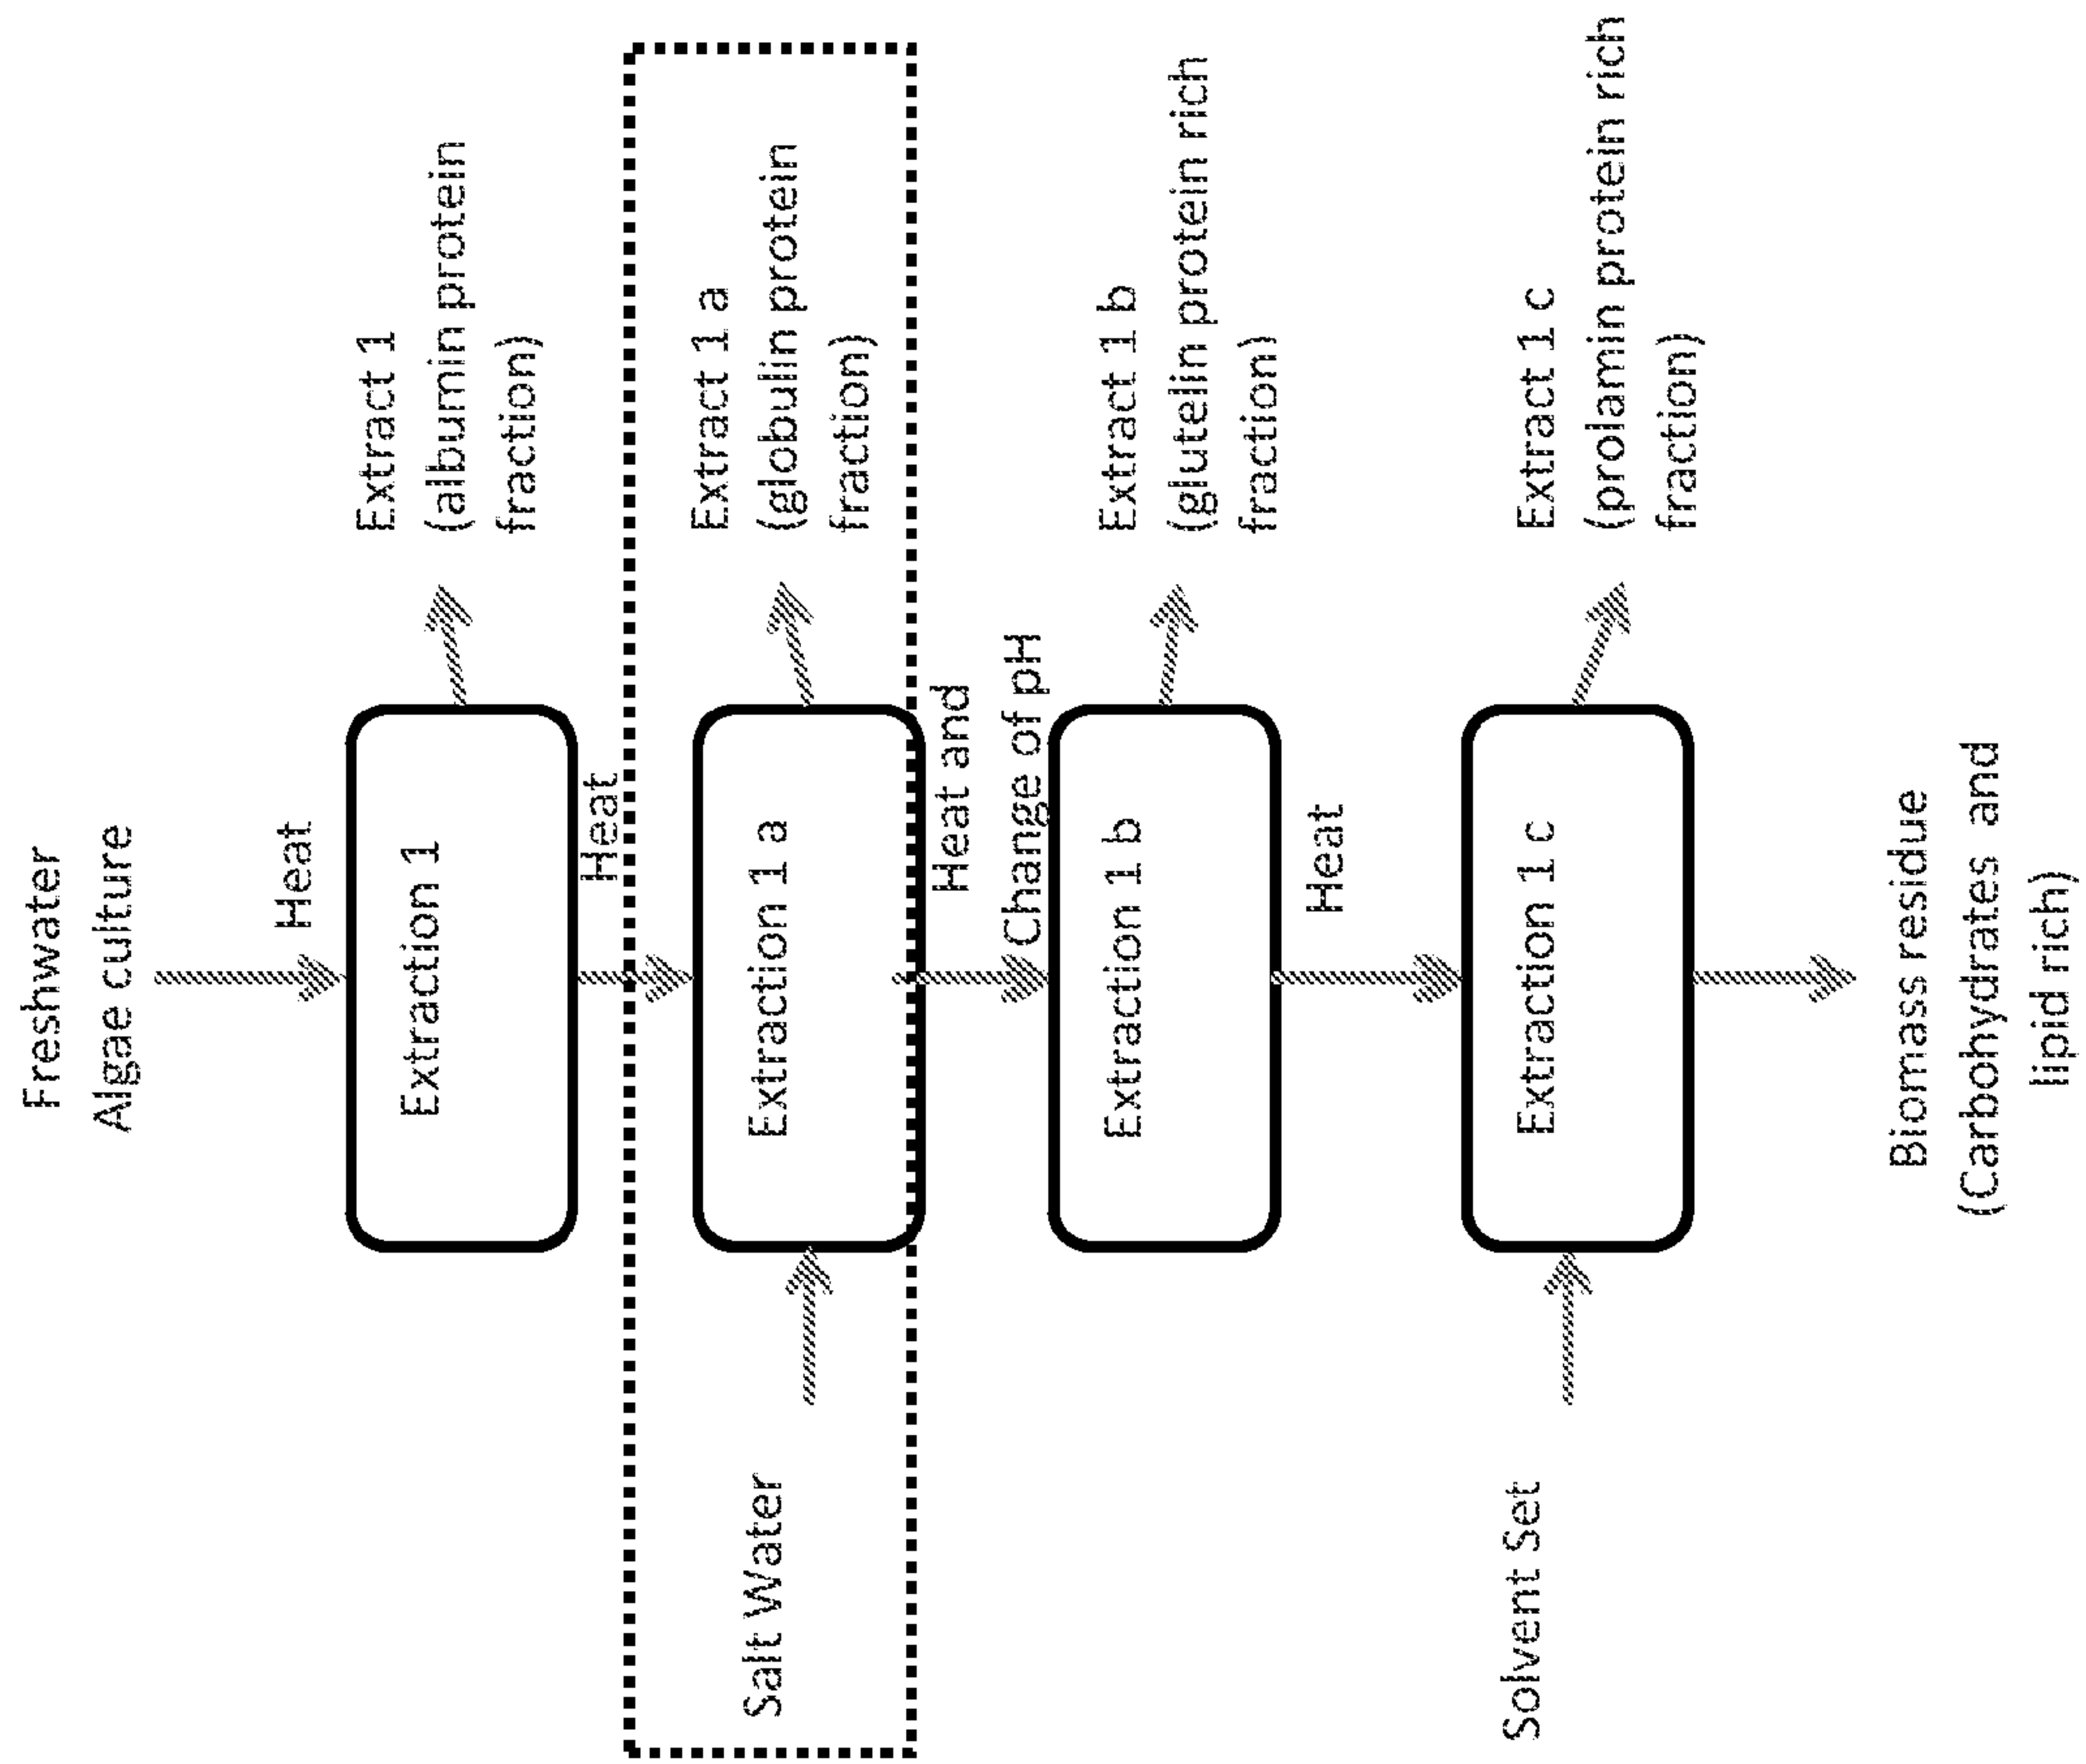 Freshwater
Algae culture
Heat
Extraction 1
Extract 1
(albumin protein
fraction)
Heat
Salt Water
Extraction 1 a
Extract 1 a
(globulin protein
fraction)
Heat and
Change of pH
Extraction 1 b
Extract 1 b
(glutelin protein rich
fraction)
Heat
Solvent Set
Extraction 1 c
Extract 1 c
(prolamin protein rich
fraction)
Biomass residue
(Carbohydrates and
lipid rich)